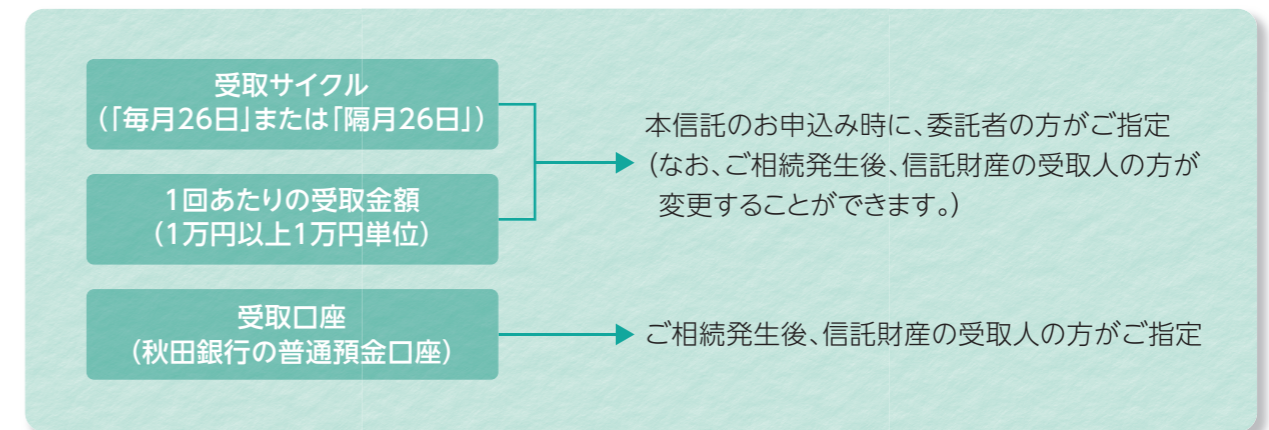 受取サイクル
(「毎月26日」または「隔月26日」)
1回あたりの受取金額
(1万円以上1万円単位)
本信託のお申込み時に、委託者の方がご指定
(なお、ご相続発生後、信託財産の受取人の方が
変更することができます。)
受取口座
(秋田銀行の普通預金口座)
ご相続発生後、信託財産の受取人の方がご指定